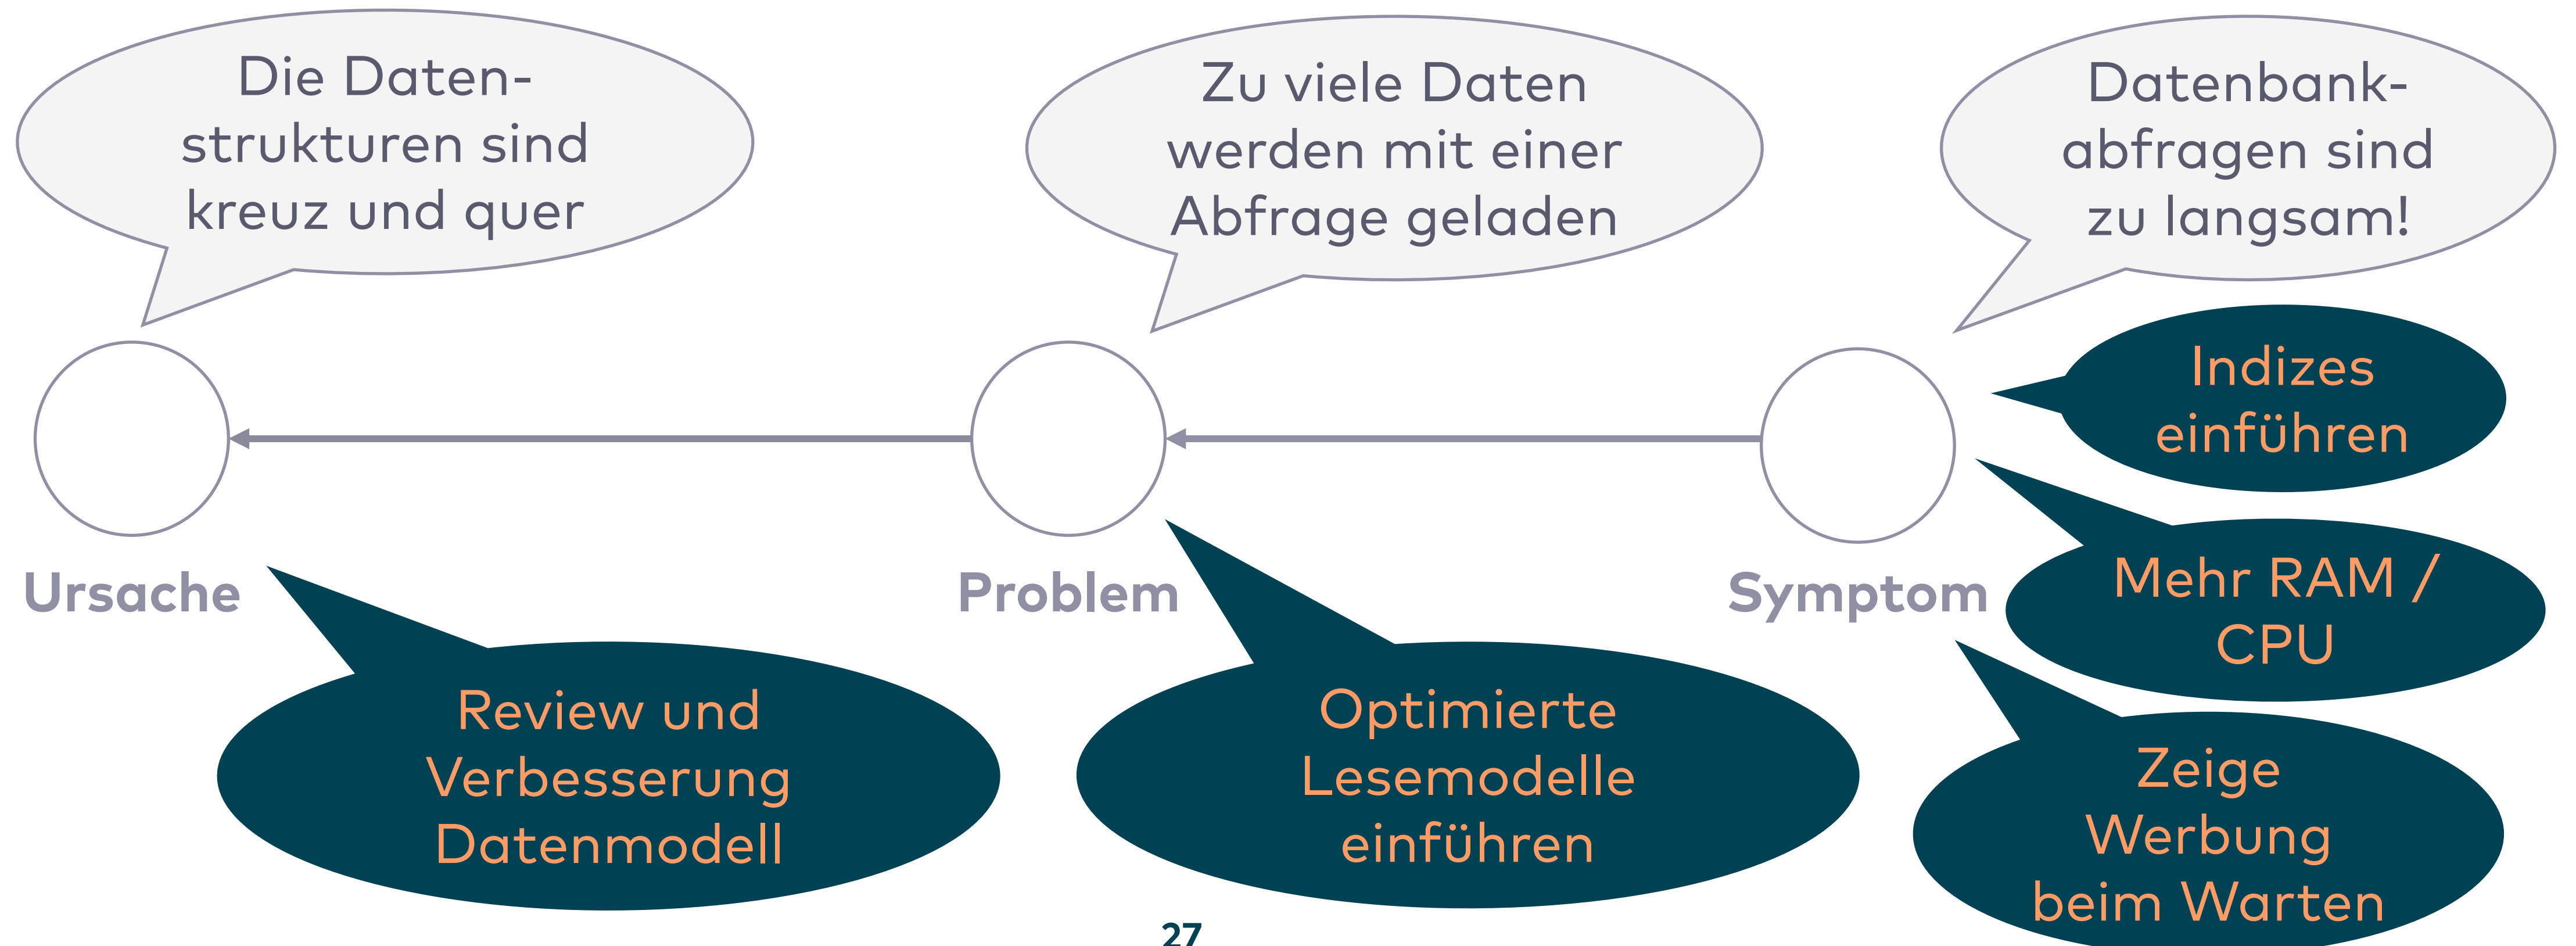 Die Daten-
strukturen sind
kreuz und quer
Zu viele Daten
werden mit einer
Abfrage geladen
Datenbank-
abfragen sind
zu langsam!
Indizes
einführen
Mehr RAM /
CPU
Ursache
Problem
Symptom
Review und
Verbesserung
Datenmodell
Optimierte
Lesemodelle
einführen
Zeige
Werbung
beim Warten
27